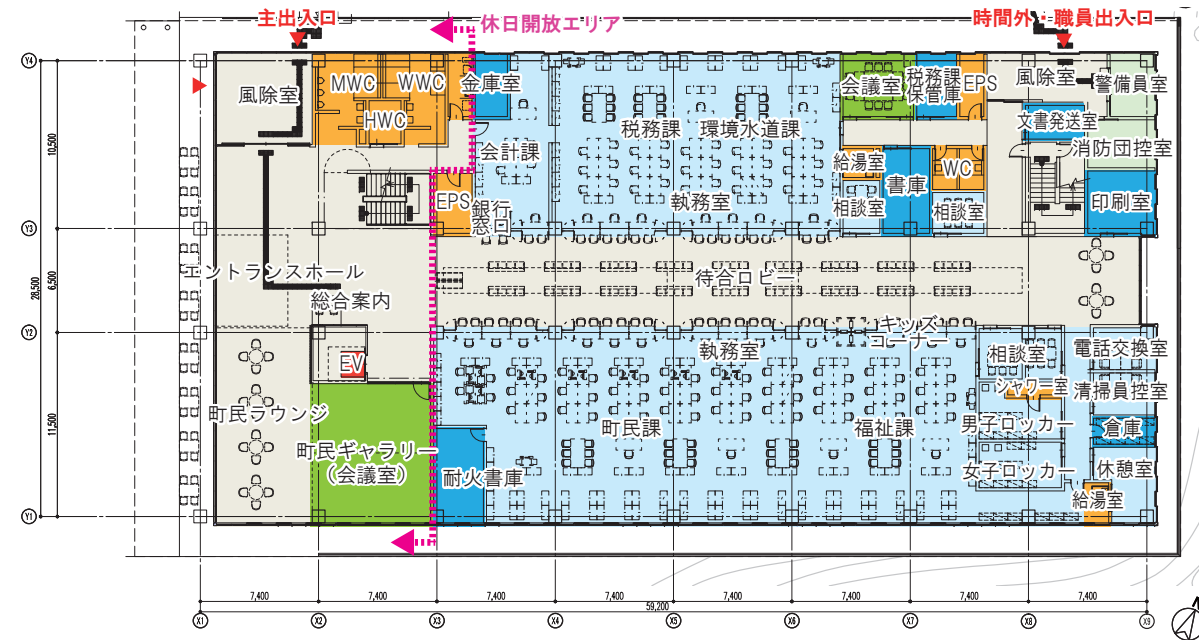 主出入口
休日開放エリア
時間外・職員出入口
Y4
風除室
MWC
WWC
HWC
金庫室
会計課
税務課
環境水道課
会議室
税務課
保管庫
EPS
風除室
警備員室
文書発送室
消防団控室
10,500
給湯室
相談室
書庫
WC
相談室
印刷室
EPS
銀行
窓口
執務室
Y3
エントランスホール
総合案内
待合ロビー
28,500
6,500
Y2
EV
執務室
キッズ
コーナー
相談室
電話交換室
シャワー室
清掃員控室
町民ラウンジ
町民ギャラリー
（会議室）
町民課
福祉課
男子ロッカー
倉庫
11,500
耐火書庫
女子ロッカー
休憩室
給湯室
Y1
7,400
7,400
7,400
7,400
7,400
7,400
7,400
7,400
59,200
X1
X2
X3
X4
X5
X6
X7
X8
X9